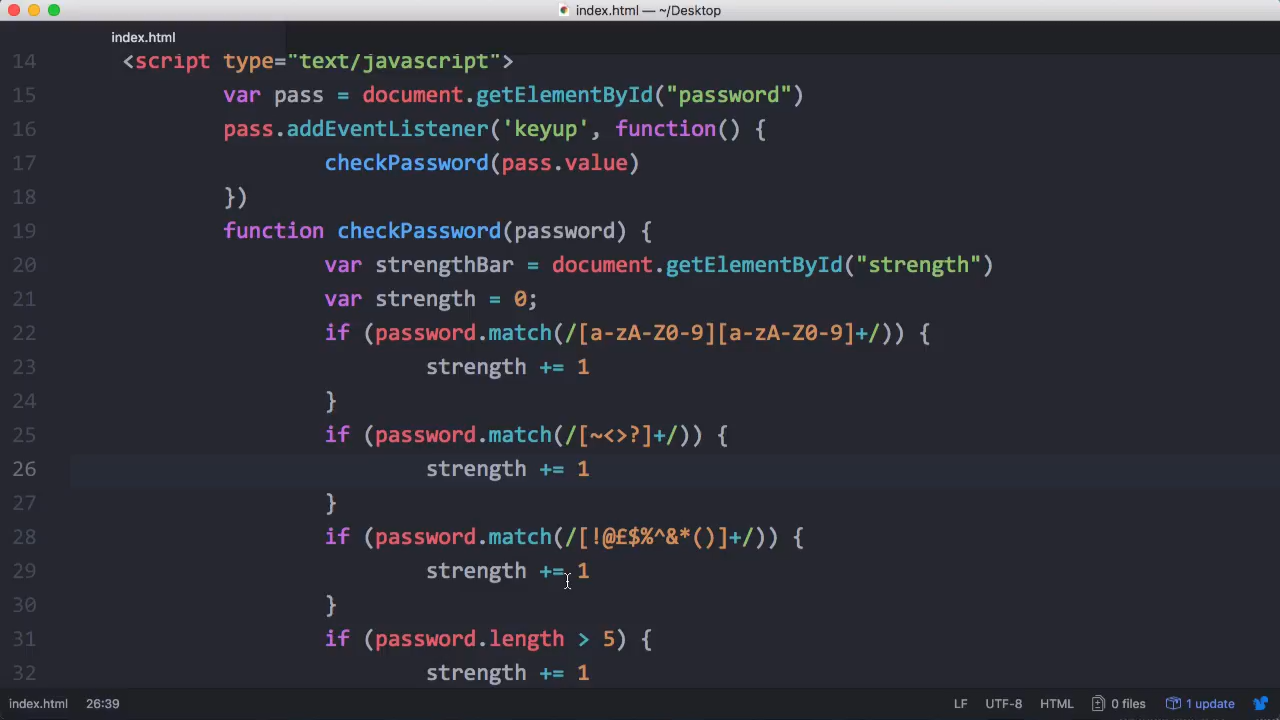 index.html — ~/Desktop
index.html
14 <script type="text/javascript">
15 var pass = document.getElementById("password")
16 pass.addEventListener('keyup', function() {
17 checkPassword(pass.value)
18 })
19 function checkPassword(password) {
20 var strengthBar = document.getElementById("strength")
21 var strength = 0;
22 if (password.match(/[a-zA-Z0-9][a-zA-Z0-9]+/)) {
23 strength += 1
24 }
25 if (password.match(/[~<>?]+/)) {
26 strength += 1
27 }
28 if (password.match(/[!@£$%^&*()]+/)) {
29 strength += 1
30 }
31 if (password.length > 5) {
32 strength += 1
index.html 26:39 LF UTF-8 HTML 0 files 1 update